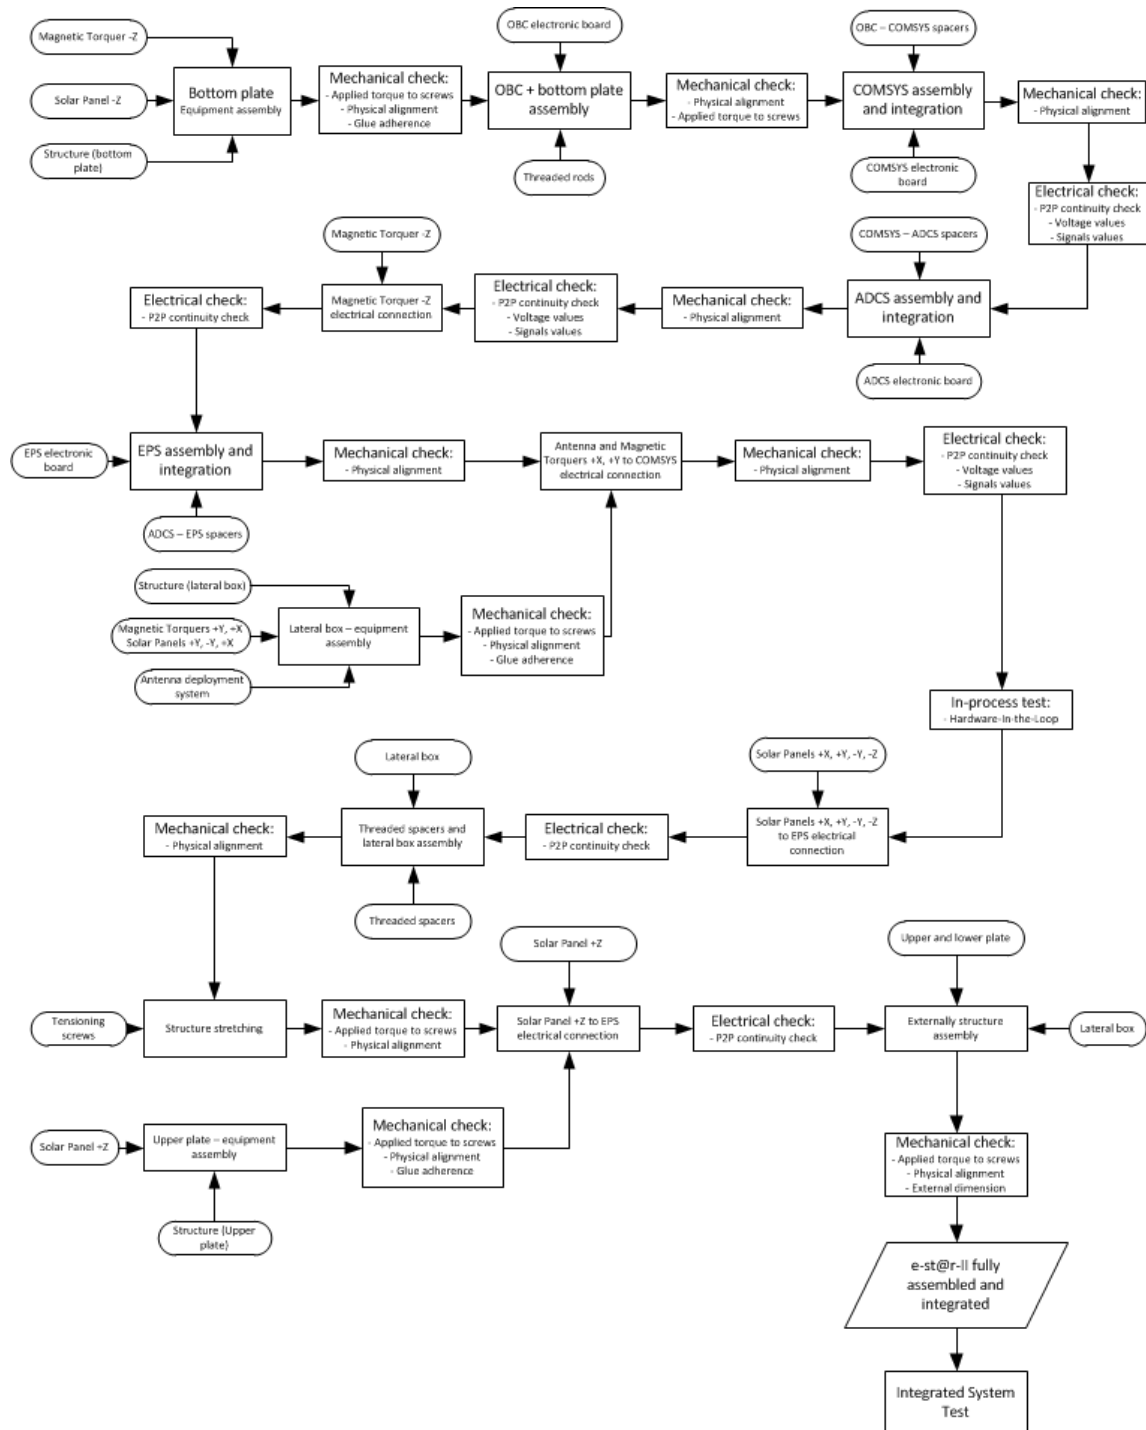 Magnetic Torquer -Z
Solar Panel -Z
Structure (bottom
plate)
Bottom plate
Equipment assembly
Mechanical check:
- Applied torque to screws
- Physical alignment
- Glue adherence
OBC electronic board
OBC + bottom plate
assembly
Threaded rods
Mechanical check:
- Physical alignment
- Applied torque to screws
OBC – COMSYS spacers
COMSYS assembly
and integration
COMSYS electronic
board
Mechanical check:
- Physical alignment
Electrical check:
- P2P continuity check
- Voltage values
- Signals values
COMSYS – ADCS spacers
ADCS assembly and
integration
ADCS electronic board
Mechanical check:
- Physical alignment
Electrical check:
- P2P continuity check
- Voltage values
- Signals values
Magnetic Torquer -Z
Magnetic Torquer -Z
electrical connection
Electrical check:
- P2P continuity check
EPS electronic
board
EPS assembly and
integration
ADCS – EPS spacers
Mechanical check:
- Physical alignment
Antenna and Magnetic
Torquers +X, +Y to COMSYS
electrical connection
Mechanical check:
- Physical alignment
Electrical check:
- P2P continuity check
- Voltage values
- Signals values
Structure (lateral box)
Magnetic Torquers +Y, +X
Solar Panels +Y, -Y, +X
Antenna deployment
system
Lateral box – equipment
assembly
Mechanical check:
- Applied torque to screws
- Physical alignment
- Glue adherence
In-process test:
- Hardware-In-the-Loop
Solar Panels +X, +Y, -Y, -Z
Solar Panels +X, +Y, -Y, -Z
to EPS electrical
connection
Electrical check:
- P2P continuity check
Lateral box
Threaded spacers and
lateral box assembly
Threaded spacers
Mechanical check:
- Physical alignment
Tensioning
screws
Structure stretching
Mechanical check:
- Applied torque to screws
- Physical alignment
Solar Panel +Z
Solar Panel +Z to EPS
electrical connection
Electrical check:
- P2P continuity check
Upper and lower plate
Externally structure
assembly
Lateral box
Solar Panel +Z
Upper plate – equipment
assembly
Structure (Upper
plate)
Mechanical check:
- Applied torque to screws
- Physical alignment
- Glue adherence
Mechanical check:
- Applied torque to screws
- Physical alignment
- External dimension
e-st@r-II fully
assembled and
integrated
Integrated System
Test